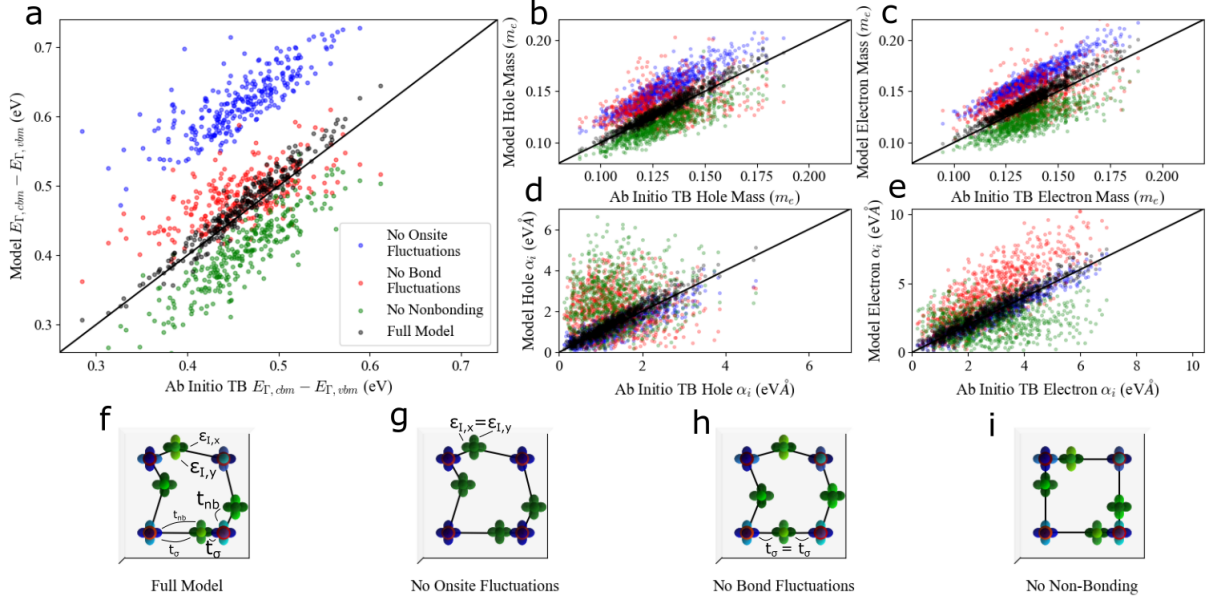 a
Model E_{Γ, cbm} − E_{Γ, vbm} (eV)
0.7
0.6
0.5
0.4
0.3
0.3
0.4
0.5
0.6
0.7
Ab Initio TB E_{Γ, cbm} − E_{Γ, vbm} (eV)
No Onsite
Fluctuations
No Bond
Fluctuations
No Nonbonding
Full Model
b
Model Hole Mass (m_e)
0.20
0.15
0.10
0.100
0.125
0.150
0.175
0.200
Ab Initio TB Hole Mass (m_e)
c
Model Electron Mass (m_e)
0.20
0.15
0.10
0.100
0.125
0.150
0.175
0.200
Ab Initio TB Electron Mass (m_e)
d
Model Hole α_i (eVÅ)
6
4
2
0
0
2
4
6
Ab Initio TB Hole α_i (eVÅ)
e
Model Electron α_i (eVÅ)
10
5
0
0
2
4
6
8
10
Ab Initio TB Electron α_i (eVÅ)
f
ε_{I,x}
ε_{I,y}
t_{nb}
t_{nb}
t_σ
t_σ
Full Model
g
ε_{I,x}=ε_{I,y}
No Onsite Fluctuations
h
t_σ = t_σ
No Bond Fluctuations
i
No Non-Bonding